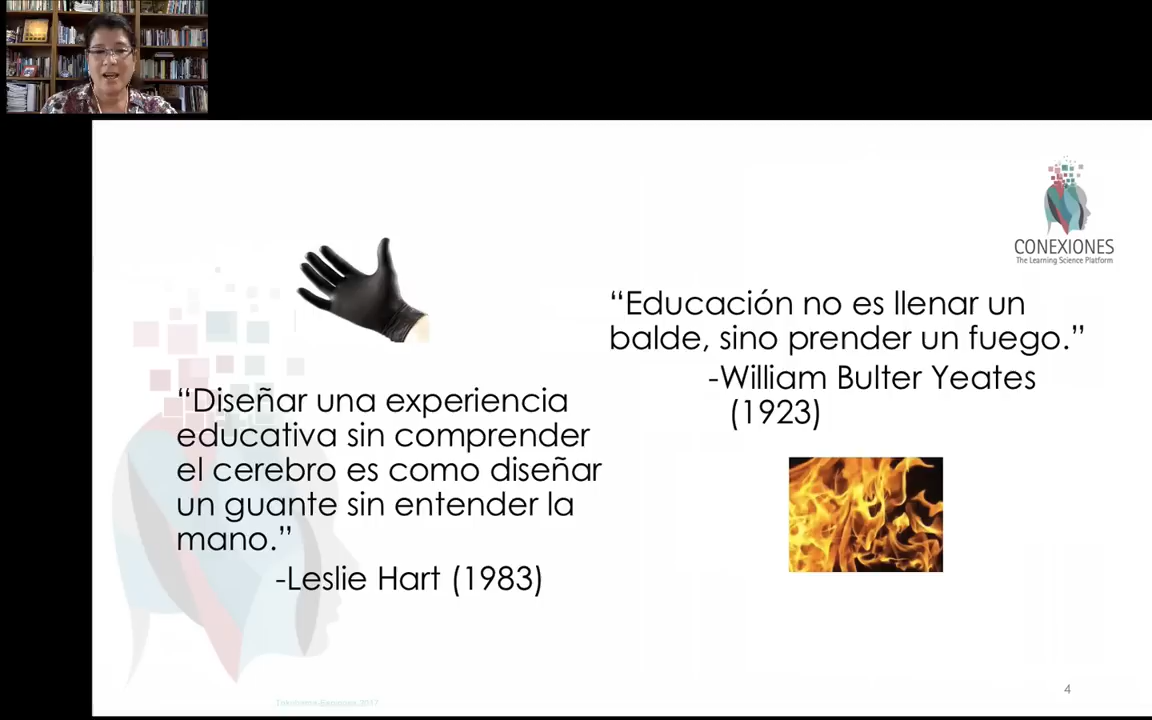 CONEXIONES
The Learning Science Platform
“Diseñar una experiencia
educativa sin comprender
el cerebro es como diseñar
un guante sin entender la
mano.”
-Leslie Hart (1983)
“Educación no es llenar un
balde, sino prender un fuego.”
-William Bulter Yeates
(1923)
4